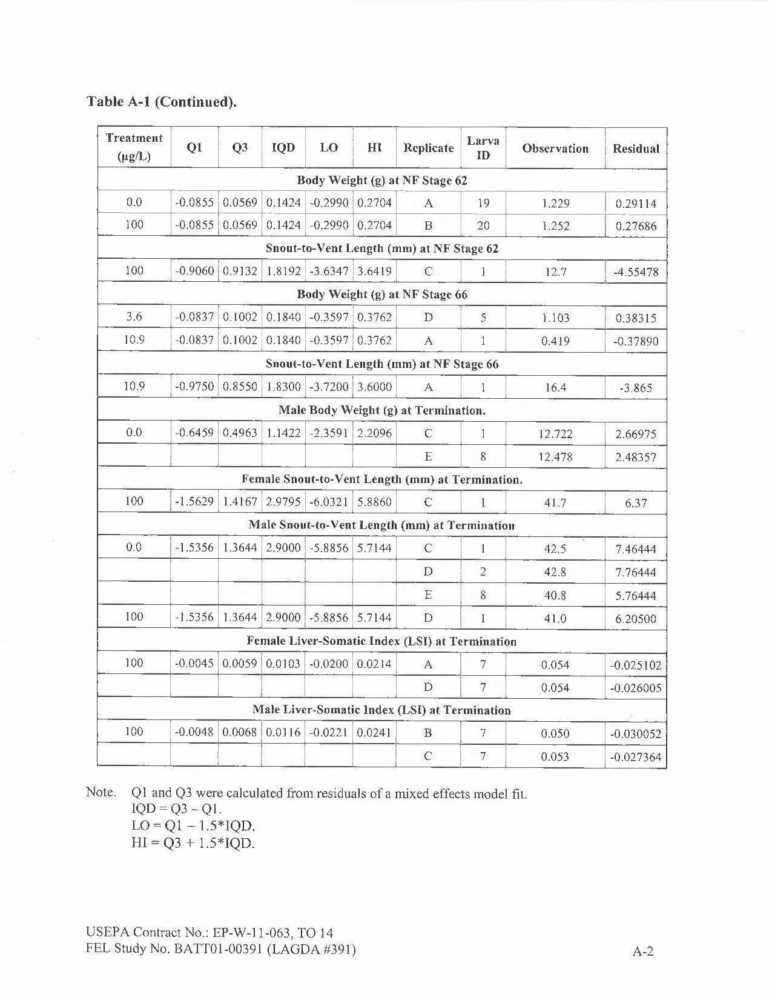 Table A-1 (Continued).
Treatment (µg/L) Q1 Q3 IQD LO HI Replicate Larva ID Observation Residual
Body Weight (g) at NF Stage 62
0.0 -0.0855 0.0569 0.1424 -0.2990 0.2704 A 19 1.229 0.29114
100 -0.0855 0.0569 0.1424 -0.2990 0.2704 B 20 1.252 0.27686
Snout-to-Vent Length (mm) at NF Stage 62
100 -0.9060 0.9132 1.8192 -3.6347 3.6419 C 1 12.7 -4.55478
Body Weight (g) at NF Stage 66
3.6 -0.0837 0.1002 0.1840 -0.3597 0.3762 D 5 1.103 0.38315
10.9 -0.0837 0.1002 0.1840 -0.3597 0.3762 A 1 0.419 -0.37890
Snout-to-Vent Length (mm) at NF Stage 66
10.9 -0.9750 0.8550 1.8300 -3.7200 3.6000 A 1 16.4 -3.865
Male Body Weight (g) at Termination.
0.0 -0.6459 0.4963 1.1422 -2.3591 2.2096 C 1 12.722 2.66975
E 8 12.478 2.48357
Female Snout-to-Vent Length (mm) at Termination.
100 -1.5629 1.4167 2.9795 -6.0321 5.8860 C 1 41.7 6.37
Male Snout-to-Vent Length (mm) at Termination
0.0 -1.5356 1.3644 2.9000 -5.8856 5.7144 C 1 42.5 7.46444
D 2 42.8 7.76444
E 8 40.8 5.76444
100 -1.5356 1.3644 2.9000 -5.8856 5.7144 D 1 41.0 6.20500
Female Liver-Somatic Index (LSI) at Termination
100 -0.0045 0.0059 0.0103 -0.0200 0.0214 A 7 0.054 -0.025102
D 7 0.054 -0.026005
Male Liver-Somatic Index (LSI) at Termination
100 -0.0048 0.0068 0.0116 -0.0221 0.0241 B 7 0.050 -0.030052
C 7 0.053 -0.027364
Note. Q1 and Q3 were calculated from residuals of a mixed effects model fit.
IQD = Q3 – Q1.
LO = Q1 – 1.5*IQD.
HI = Q3 + 1.5*IQD.
USEPA Contract No.: EP-W-11-063, TO 14
FEL Study No. BATT01-00391 (LAGDA #391)
A-2